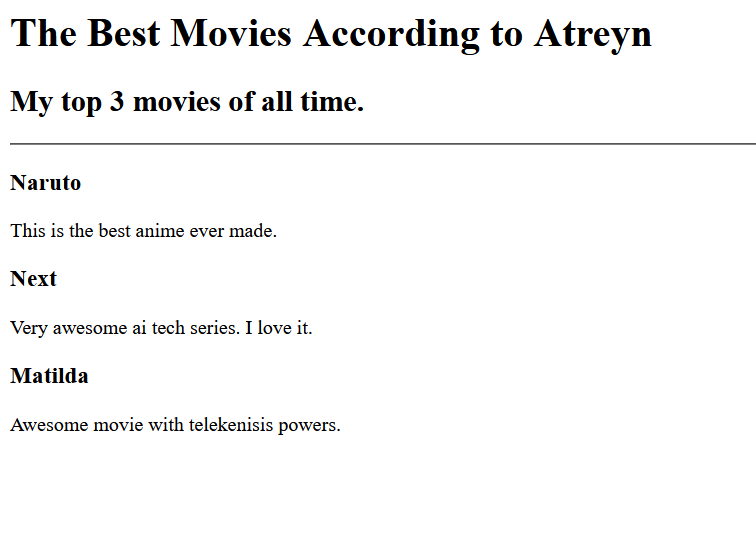 The Best Movies According to Atreyn
My top 3 movies of all time.
Naruto
This is the best anime ever made.
Next
Very awesome ai tech series. I love it.
Matilda
Awesome movie with telekenisis powers.